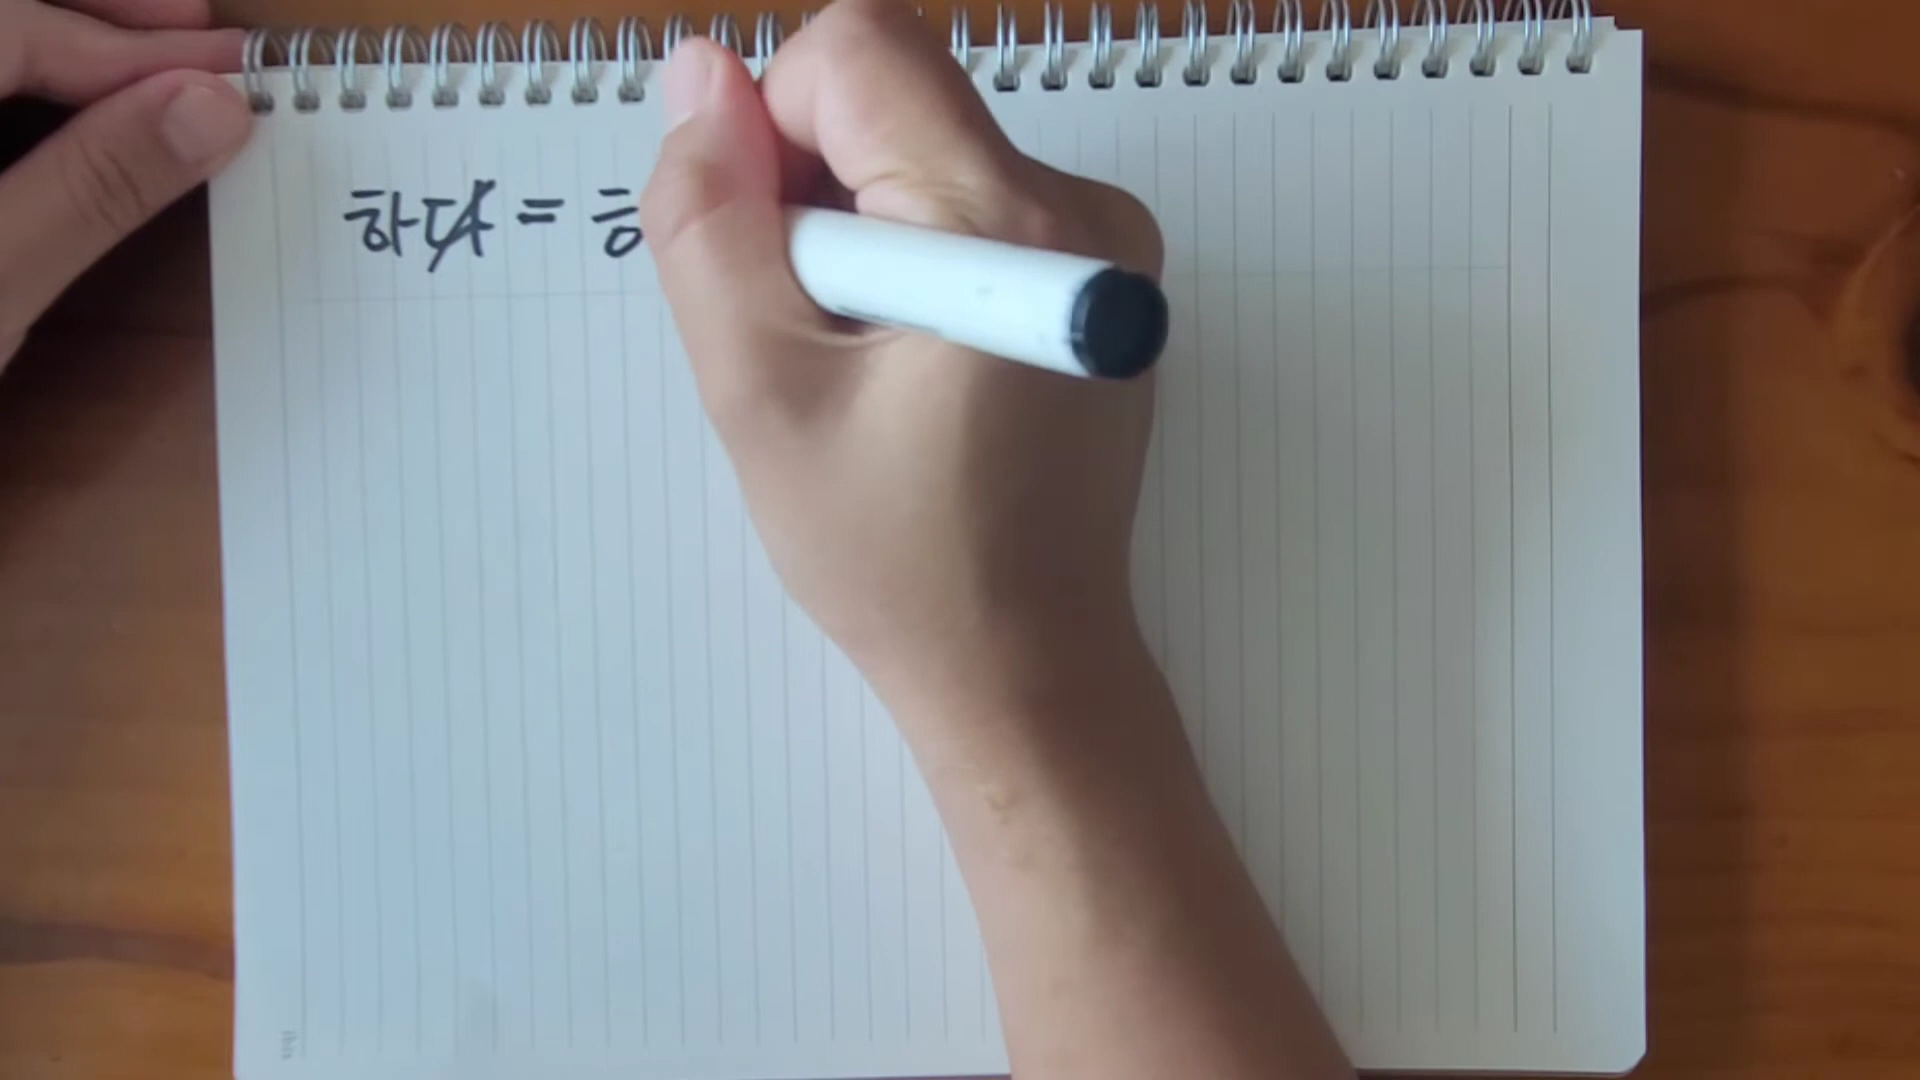 하다 =